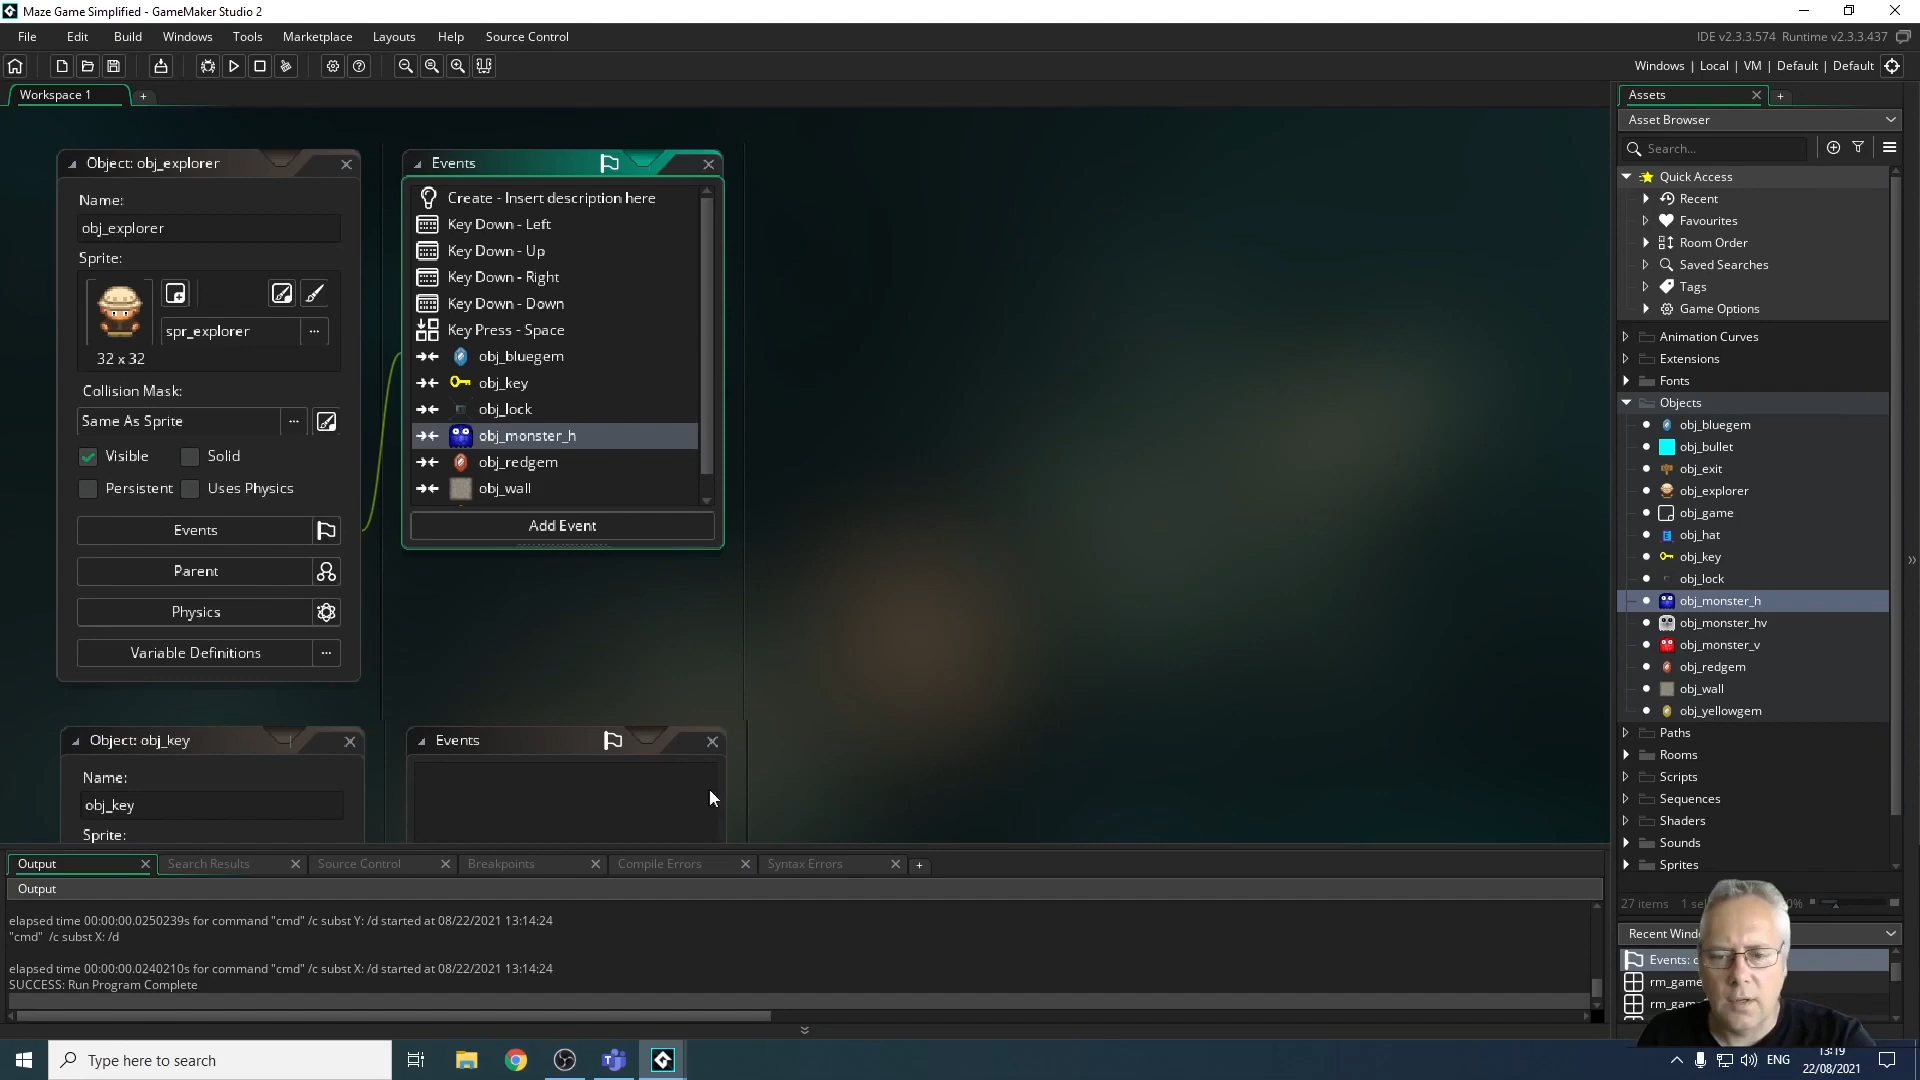 Maze Game Simplified - GameMaker Studio 2
File Edit Build Windows Tools Marketplace Layouts Help Source Control
IDE v2.3.3.574 Runtime v2.3.3.437
Windows | Local | VM | Default | Default
Workspace 1
Object: obj_explorer
Name:
obj_explorer
Sprite:
spr_explorer
32 x 32
Collision Mask:
Same As Sprite
Visible
Solid
Persistent
Uses Physics
Events
Parent
Physics
Variable Definitions
Events
Create - Insert description here
Key Down - Left
Key Down - Up
Key Down - Right
Key Down - Down
Key Press - Space
obj_bluegem
obj_key
obj_lock
obj_monster_h
obj_redgem
obj_wall
Add Event
Object: obj_key
Name:
obj_key
Sprite:
Events
Assets
Asset Browser
Search...
Quick Access
Recent
Favourites
Room Order
Saved Searches
Tags
Game Options
Animation Curves
Extensions
Fonts
Objects
obj_bluegem
obj_bullet
obj_exit
obj_explorer
obj_game
obj_hat
obj_key
obj_lock
obj_monster_h
obj_monster_hv
obj_monster_v
obj_redgem
obj_wall
obj_yellowgem
Paths
Rooms
Scripts
Sequences
Shaders
Sounds
Sprites
27 items
Events:
Output Search Results Source Control Breakpoints Compile Errors Syntax Errors
Output
elapsed time 00:00:00.0250239s for command "cmd" /c subst Y: /d started at 08/22/2021 13:14:24
"cmd" /c subst X: /d
elapsed time 00:00:00.0240210s for command "cmd" /c subst X: /d started at 08/22/2021 13:14:24
SUCCESS: Run Program Complete
Type here to search
ENG
13:19
22/08/2021